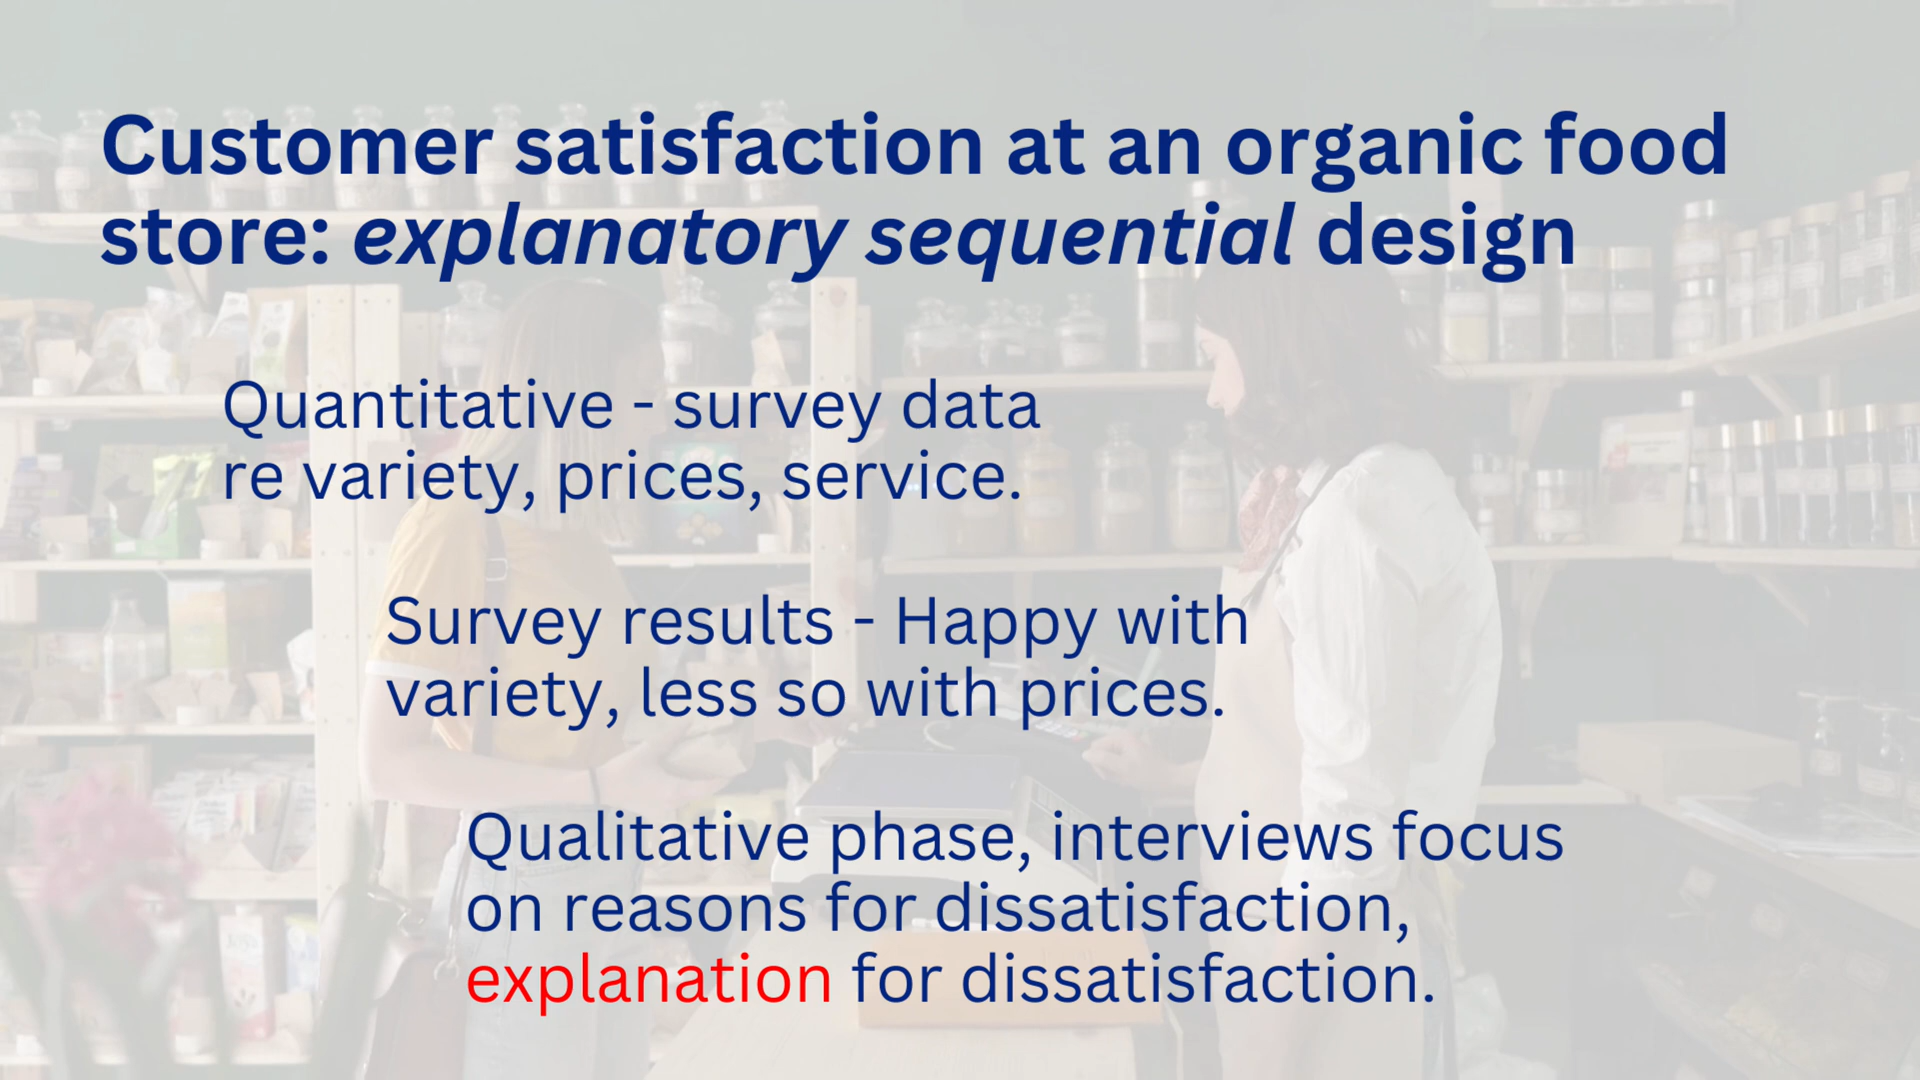 Customer satisfaction at an organic food
store: explanatory sequential design
Quantitative - survey data
re variety, prices, service.
Survey results - Happy with
variety, less so with prices.
Qualitative phase, interviews focus
on reasons for dissatisfaction,
explanation for dissatisfaction.